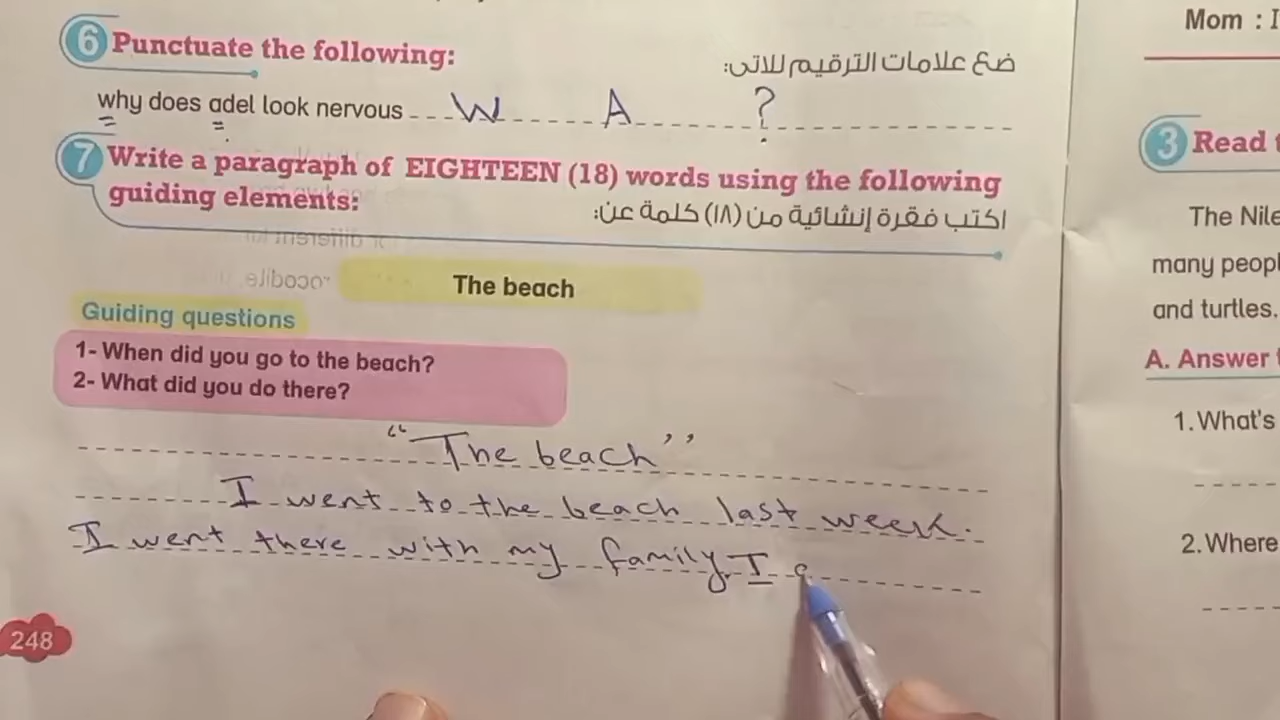 6 Punctuate the following:
ضع علامات الترقيم للاتى:
why does adel look nervous W A ?
7 Write a paragraph of EIGHTEEN (18) words using the following
guiding elements:
اكتب فقرة إنشائية من (١٨) كلمة عن:
The beach
Guiding questions
1- When did you go to the beach?
2- What did you do there?
"The beach"
I went to the beach last week.
I went there with my family. I
248
Mom : I
3 Read
The Nile
many peopl
and turtles.
A. Answer
1. What's
2. Where